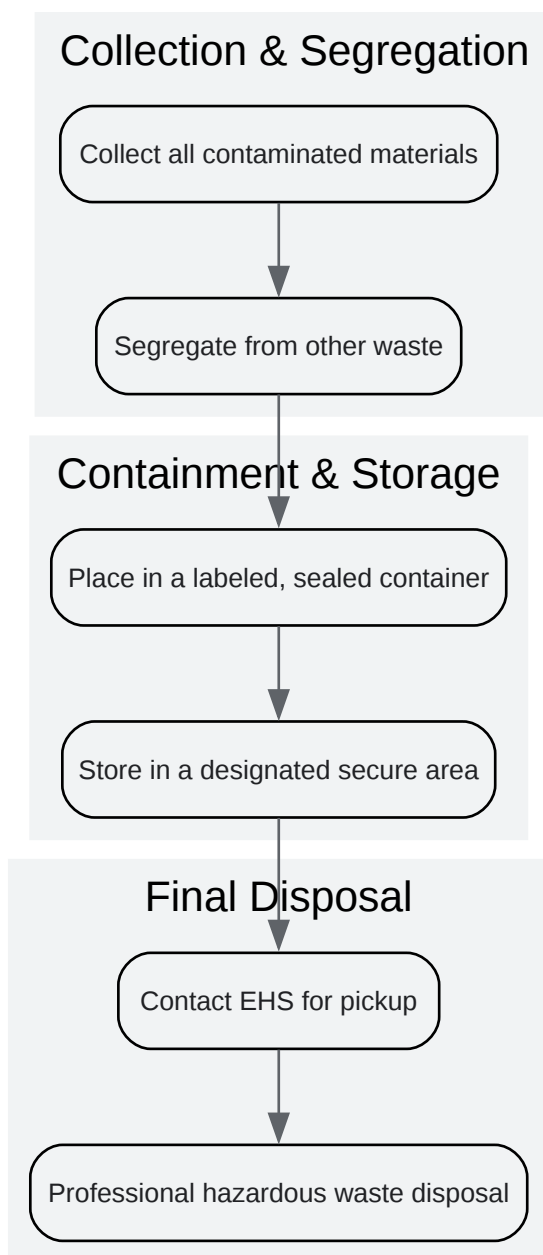 Collection & Segregation
Collect all contaminated materials
Segregate from other waste
Containment & Storage
Place in a labeled, sealed container
Store in a designated secure area
Final Disposal
Contact EHS for pickup
Professional hazardous waste disposal